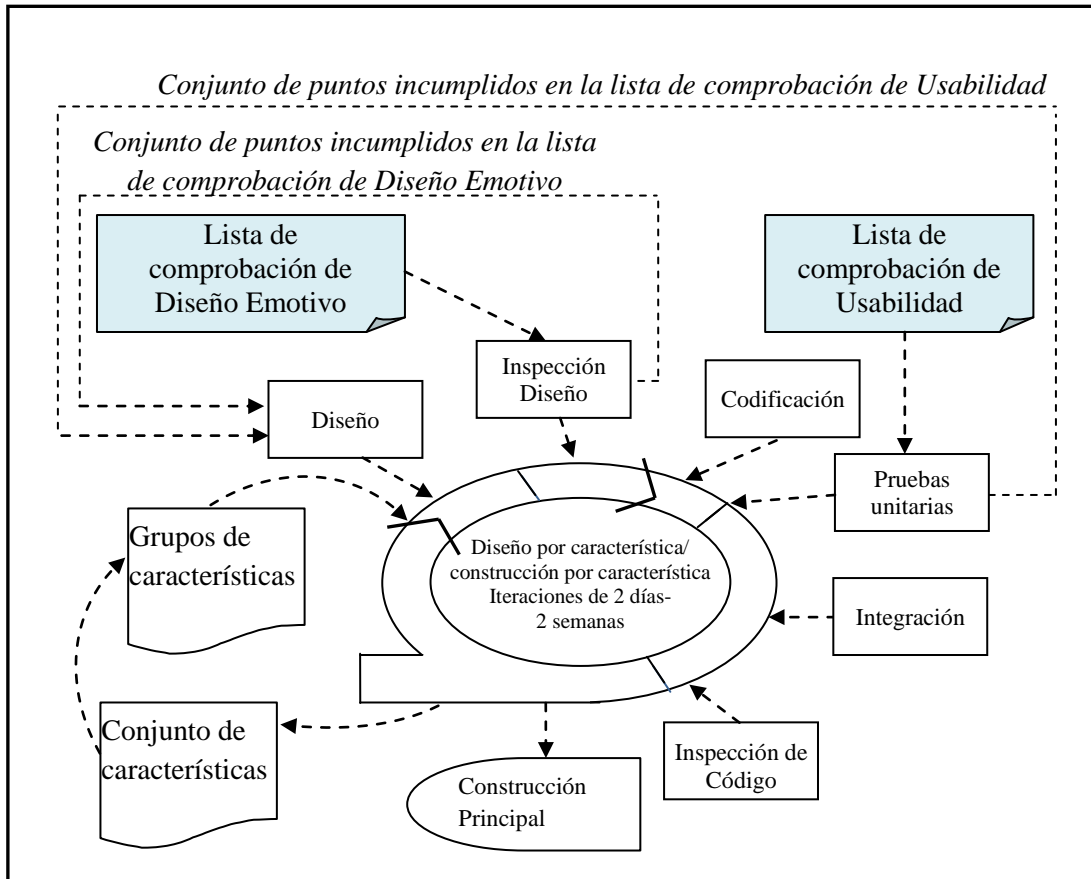 Conjunto de puntos incumplidos en la lista de comprobación de Usabilidad
Conjunto de puntos incumplidos en la lista
de comprobación de Diseño Emotivo
Lista de
comprobación de
Diseño Emotivo
Lista de
comprobación de
Usabilidad
Inspección
Diseño
Codificación
Diseño
Pruebas
unitarias
Grupos de
características
Diseño por característica/
construcción por característica
Iteraciones de 2 días-
2 semanas
Integración
Conjunto de
características
Inspección de
Código
Construcción
Principal